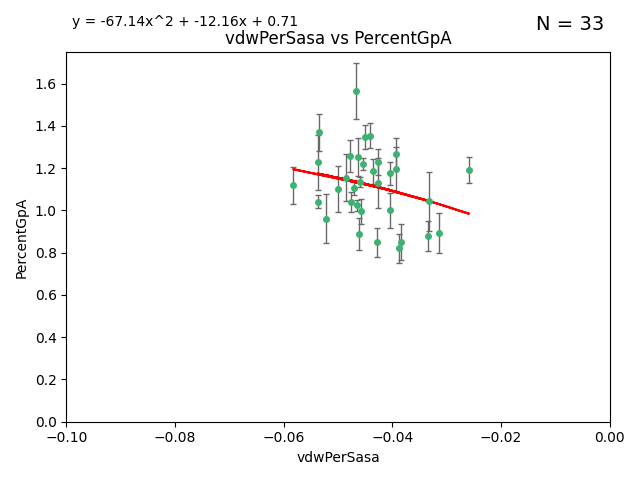 y = -67.14x^2 + -12.16x + 0.71
N = 33
vdwPerSasa vs PercentGpA
PercentGpA
1.6
1.4
1.2
1.0
0.8
0.6
0.4
0.2
0.0
−0.10 −0.08 −0.06 −0.04 −0.02 0.00
vdwPerSasa